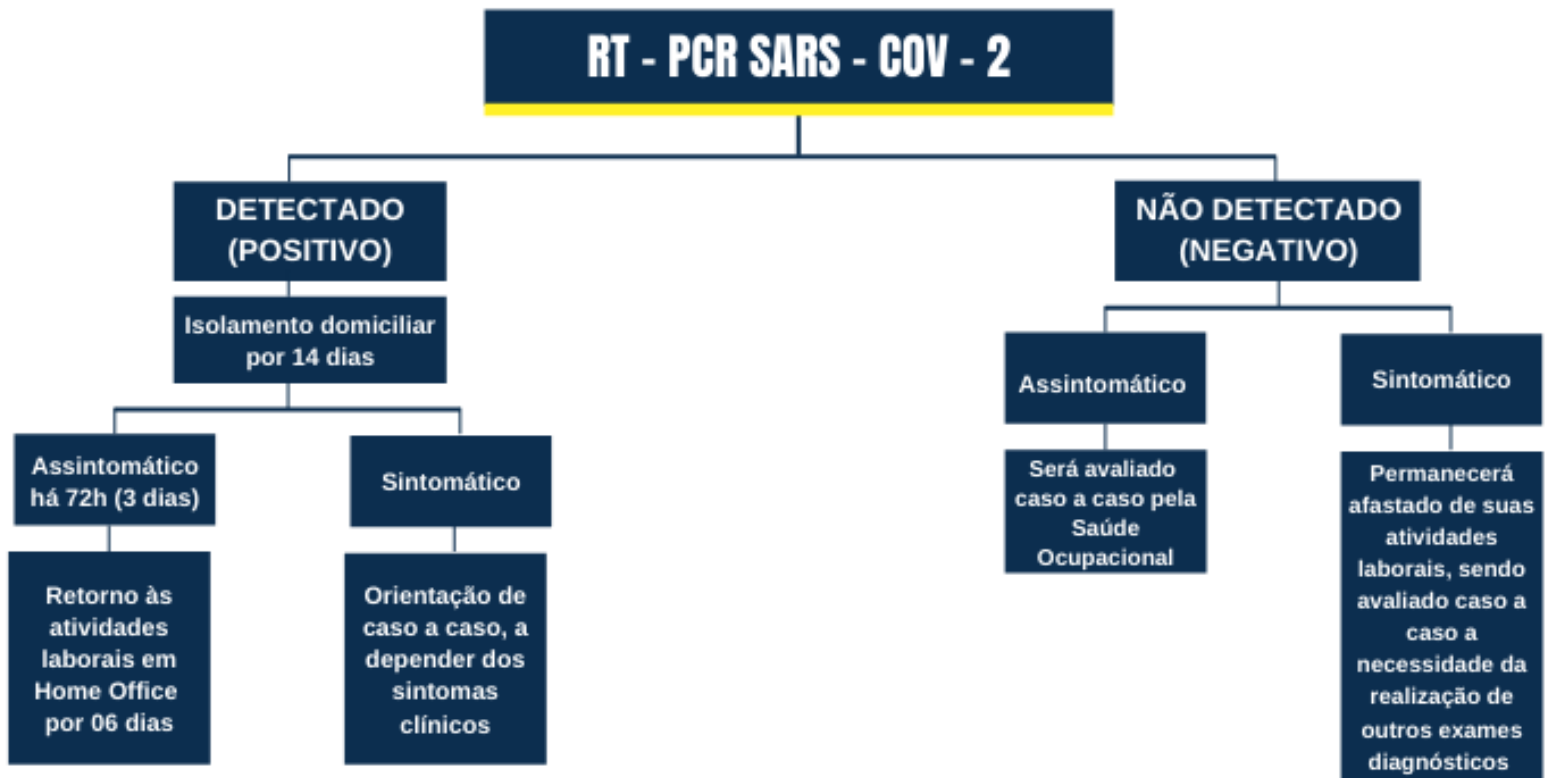 RT - PCR SARS - COV - 2
DETECTADO
(POSITIVO)
Isolamento domiciliar
por 14 dias
Assintomático
há 72h (3 dias)
Retorno às
atividades
laborais em
Home Office
por 06 dias
Sintomático
Orientação de
caso a caso, a
depender dos
sintomas
clínicos
NÃO DETECTADO
(NEGATIVO)
Assintomático
Será avaliado
caso a caso pela
Saúde
Ocupacional
Sintomático
Permanecerá
afastado de suas
atividades
laborais, sendo
avaliado caso a
caso a
necessidade da
realização de
outros exames
diagnósticos